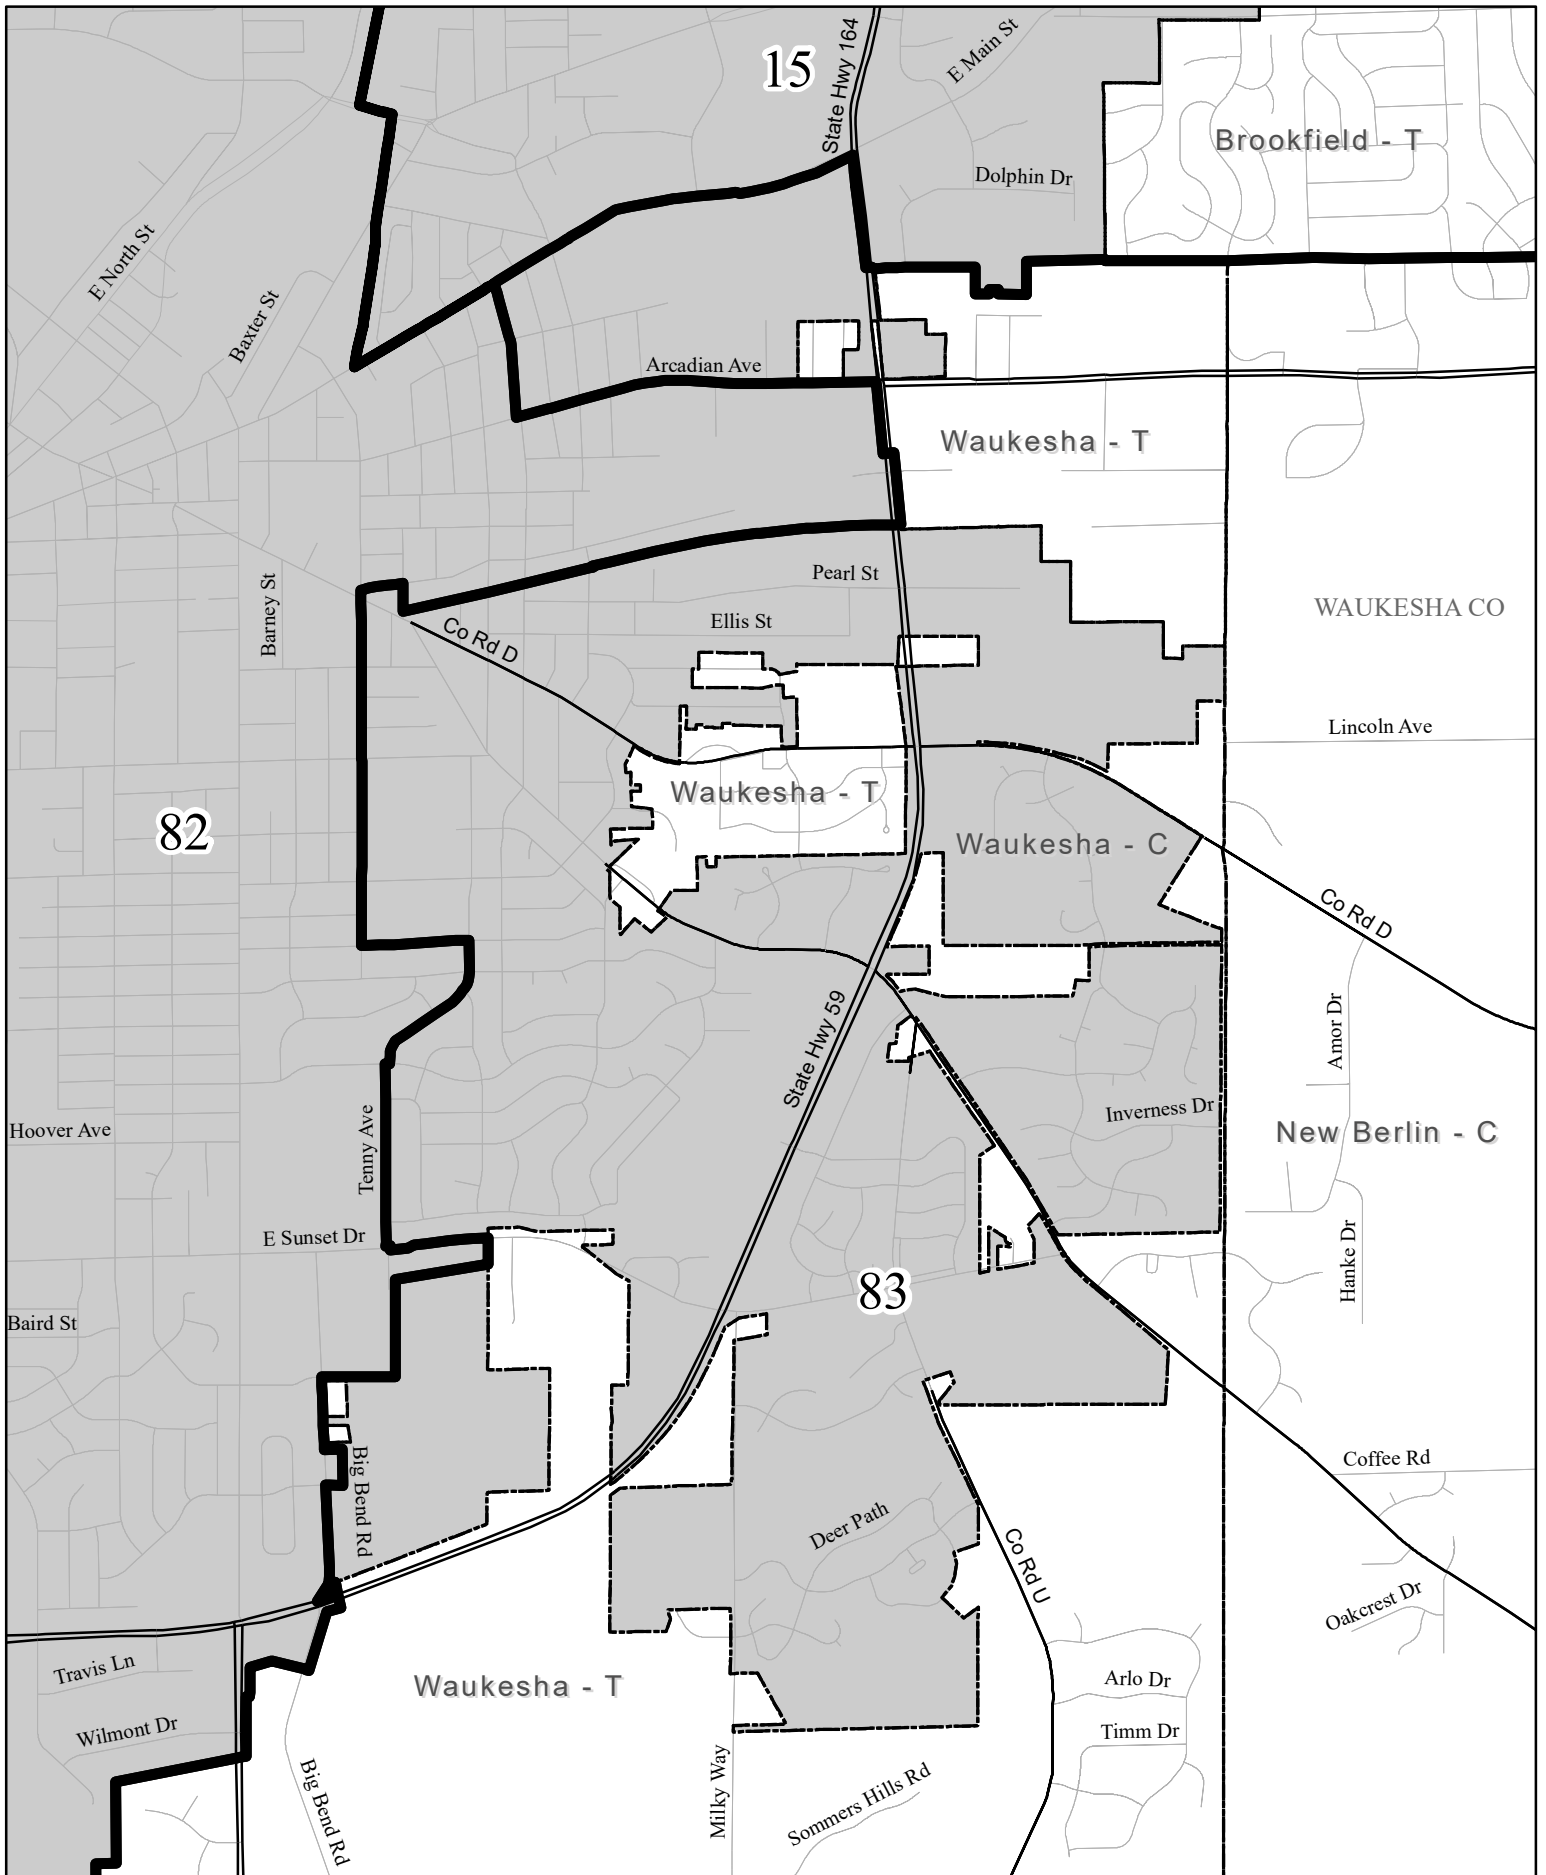 15
State Hwy 164
E Main St
Brookfield - T
Dolphin Dr
E North St
Baxter St
Arcadian Ave
Waukesha - T
Pearl St
Barney St
Ellis St
WAUKESHA CO
Co Rd D
Lincoln Ave
Waukesha - T
82
Waukesha - C
Co Rd D
State Hwy 59
Amor Dr
Inverness Dr
Hoover Ave
Tenny Ave
New Berlin - C
E Sunset Dr
Hanke Dr
83
Baird St
Big Bend Rd
Coffee Rd
Deer Path
Co Rd U
Oakcrest Dr
Travis Ln
Waukesha - T
Arlo Dr
Wilmont Dr
Timm Dr
Big Bend Rd
Milky Way
Sommers Hills Rd